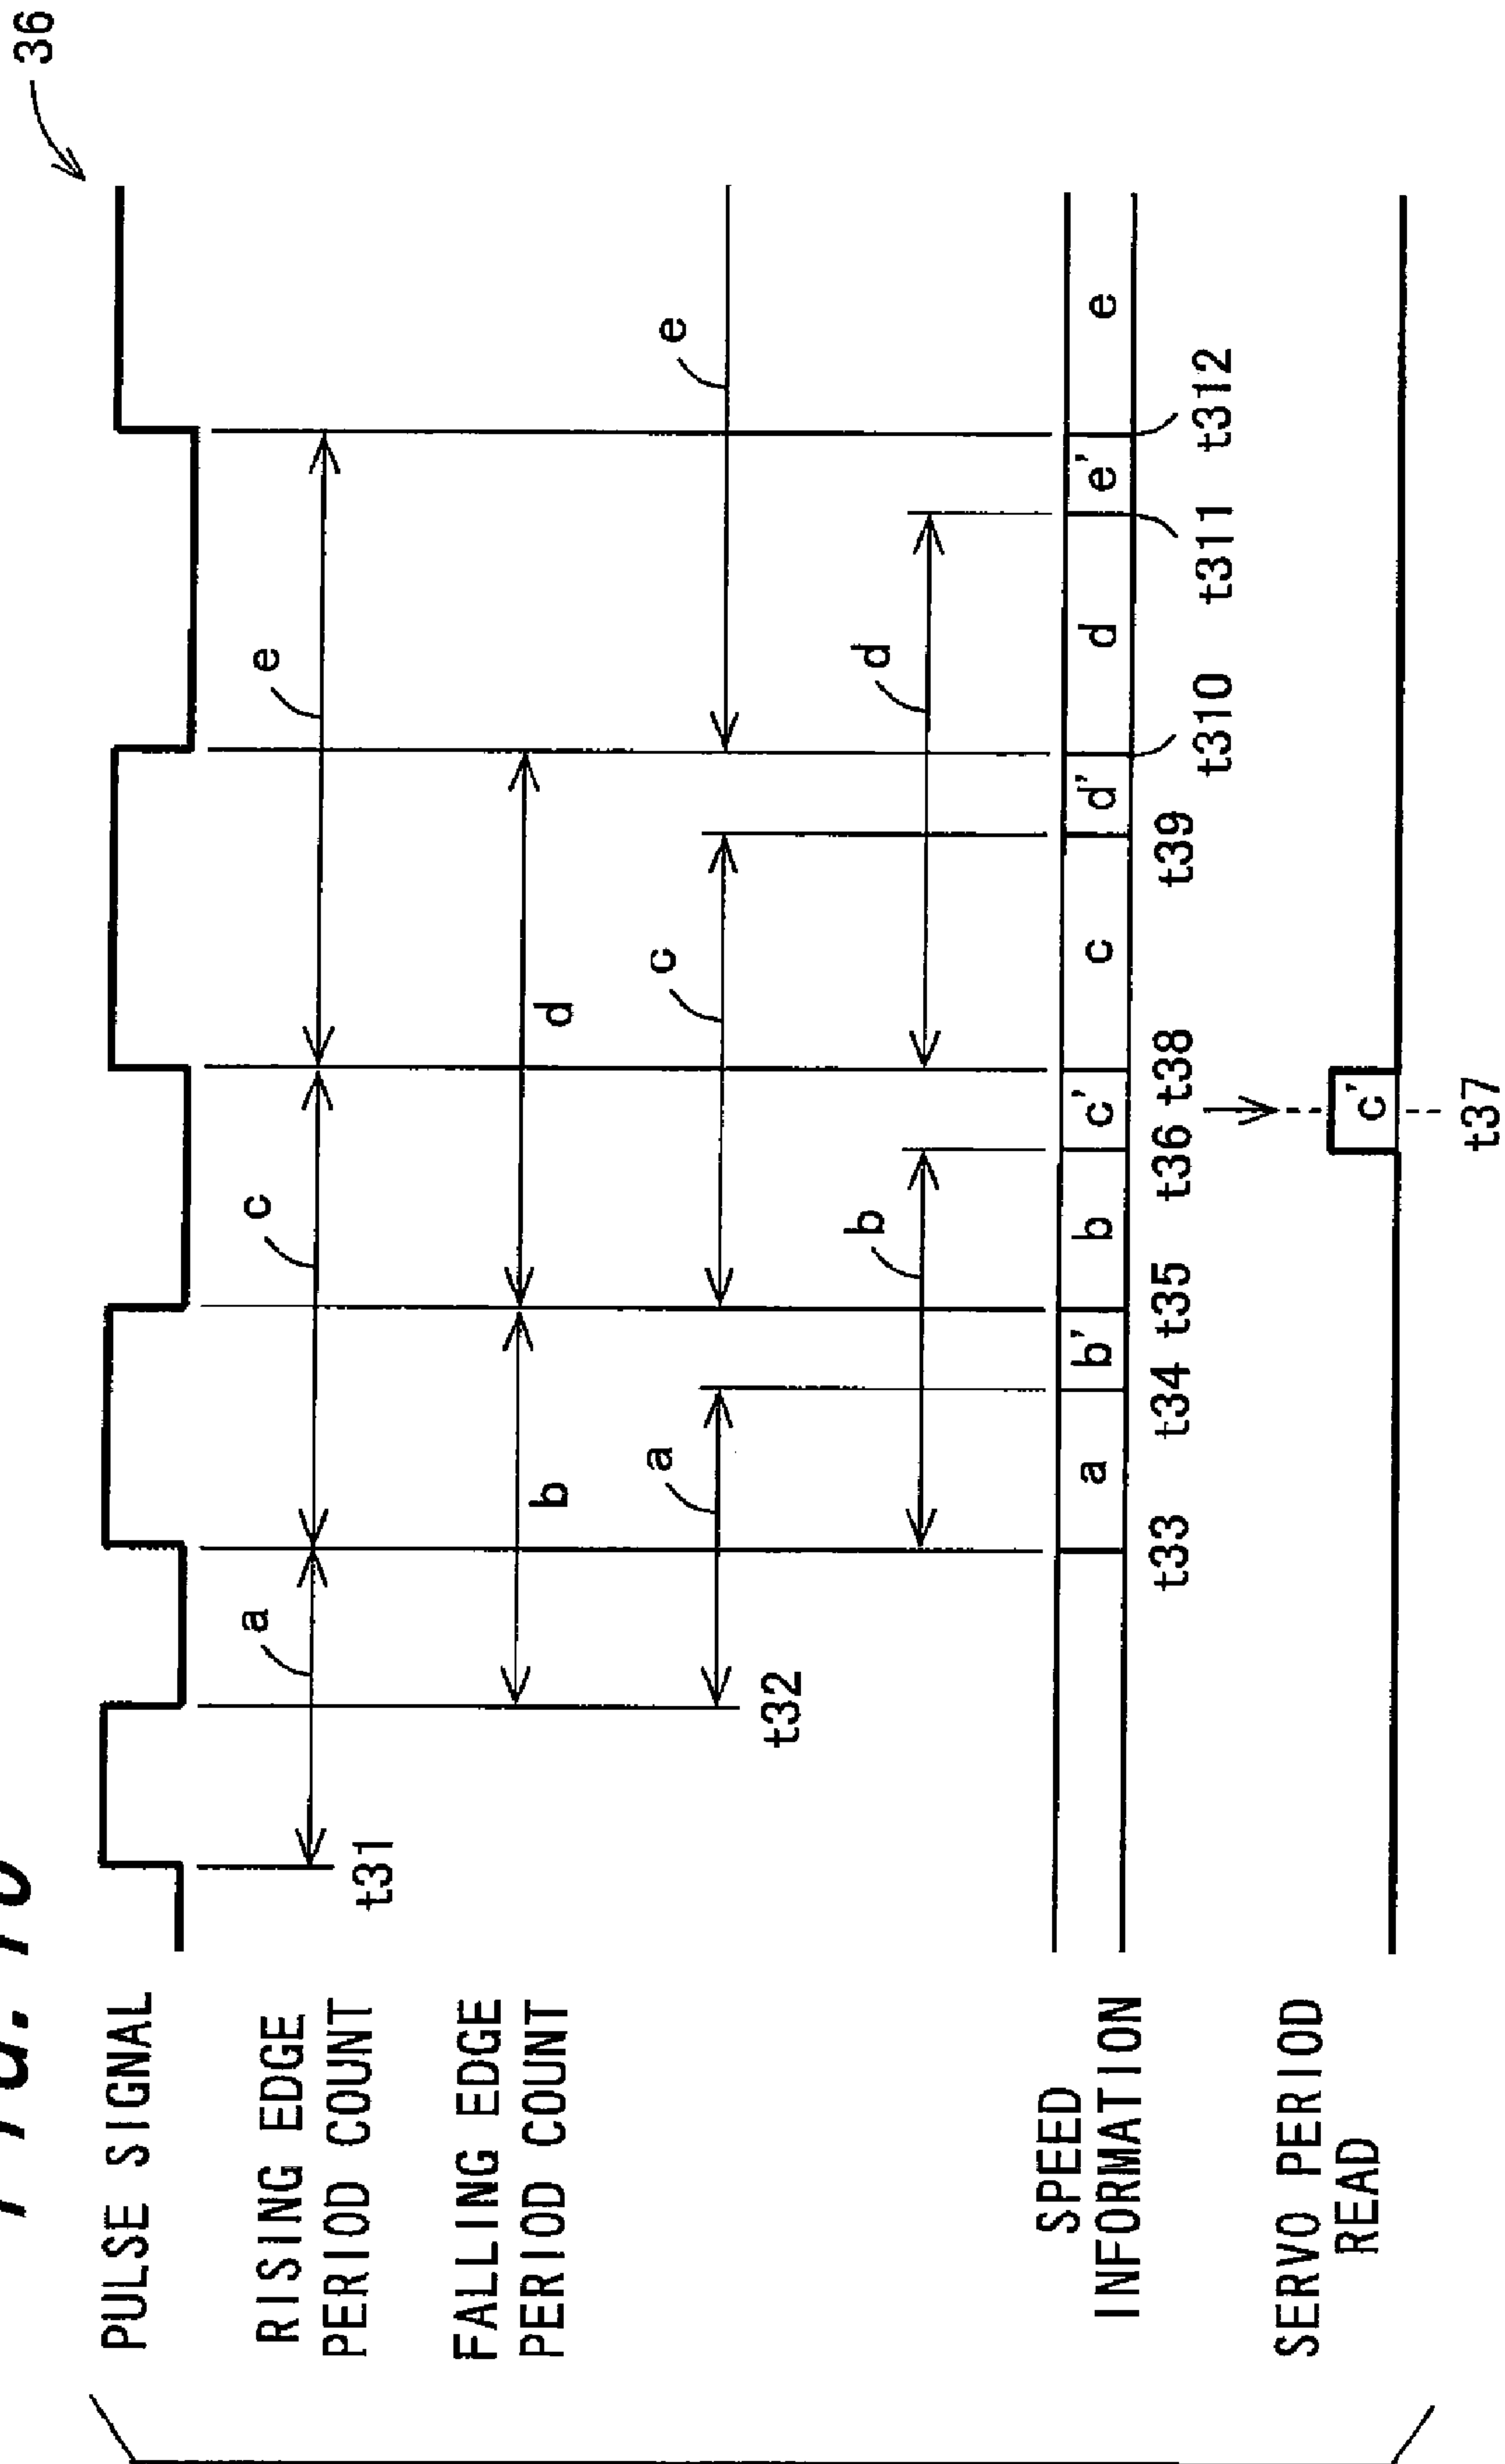 36
PULSE SIGNAL
RISING EDGE
PERIOD COUNT
a
c
e
t31
FALLING EDGE
PERIOD COUNT
b
d
a
c
e
t32
b
d
SPEED
INFORMATION
a b' b c' c d' d e' e
t33 t34 t35 t36 t38 t39 t310 t311 t312
SERVO PERIOD
READ
c'
t37